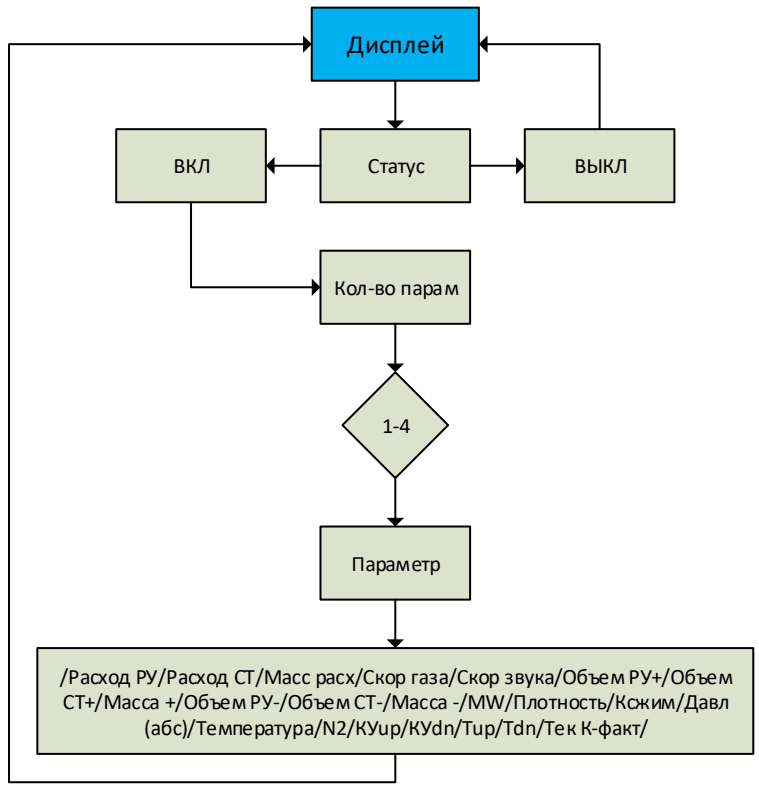 Дисплей
ВКЛ
Статус
ВЫКЛ
Кол-во парам
1-4
Параметр
/Расход РУ/Расход СТ/Масс расх/Скор газа/Скор звука/Объем РУ+/Объем
СТ+/Масса +/Объем РУ-/Объем СТ-/Масса -/MW/Плотность/Ксжим/Давл
(абс)/Температура/N2/КУup/КУdn/Tup/Tdn/Тек К-факт/